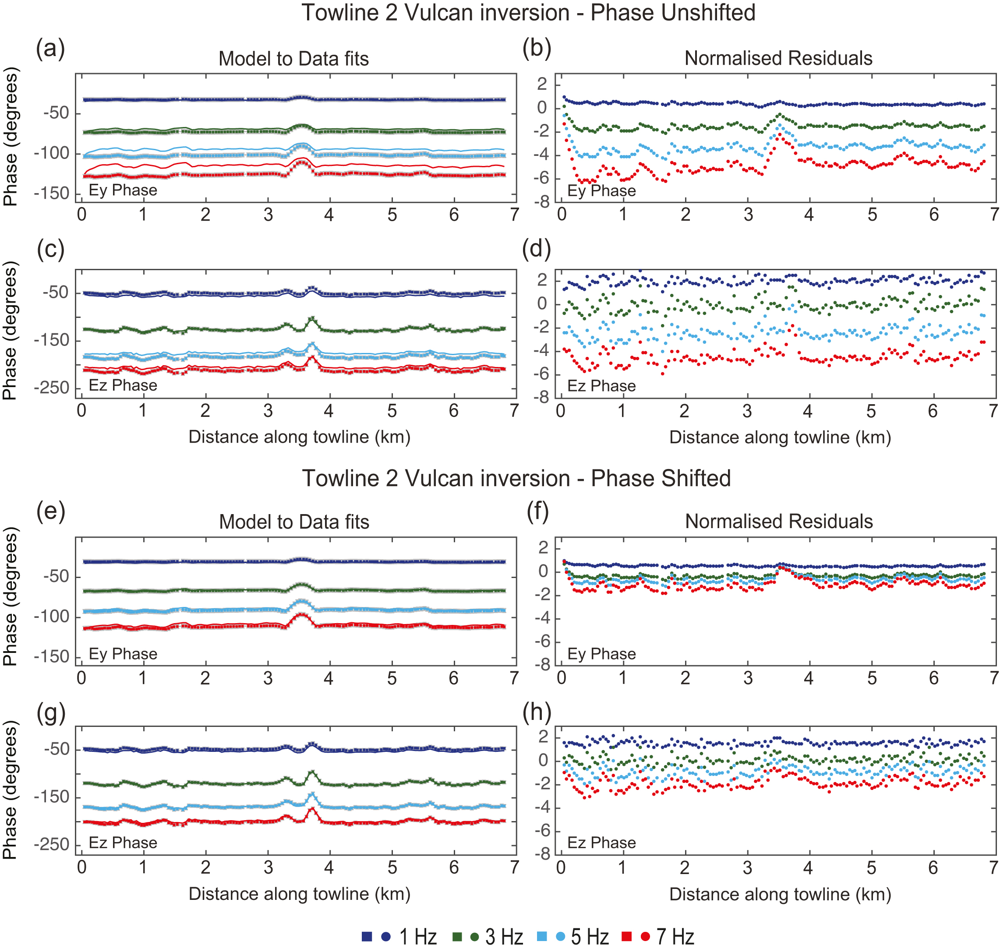 Towline 2 Vulcan inversion - Phase Unshifted
(a) Model to Data fits
(b) Normalised Residuals
Phase (degrees)
-50
-100
-150
Ey Phase
0 1 2 3 4 5 6 7
2
0
-2
-4
-6
-8
Ey Phase
0 1 2 3 4 5 6 7
(c)
(d)
Phase (degrees)
-50
-150
-250
Ez Phase
0 1 2 3 4 5 6 7
Distance along towline (km)
2
0
-2
-4
-6
-8
Ez Phase
0 1 2 3 4 5 6 7
Distance along towline (km)
Towline 2 Vulcan inversion - Phase Shifted
(e) Model to Data fits
(f) Normalised Residuals
Phase (degrees)
-50
-100
-150
Ey Phase
0 1 2 3 4 5 6 7
2
0
-2
-4
-6
-8
Ey Phase
0 1 2 3 4 5 6 7
(g)
(h)
Phase (degrees)
-50
-150
-250
Ez Phase
0 1 2 3 4 5 6 7
Distance along towline (km)
2
0
-2
-4
-6
-8
Ez Phase
0 1 2 3 4 5 6 7
Distance along towline (km)
1 Hz 3 Hz 5 Hz 7 Hz